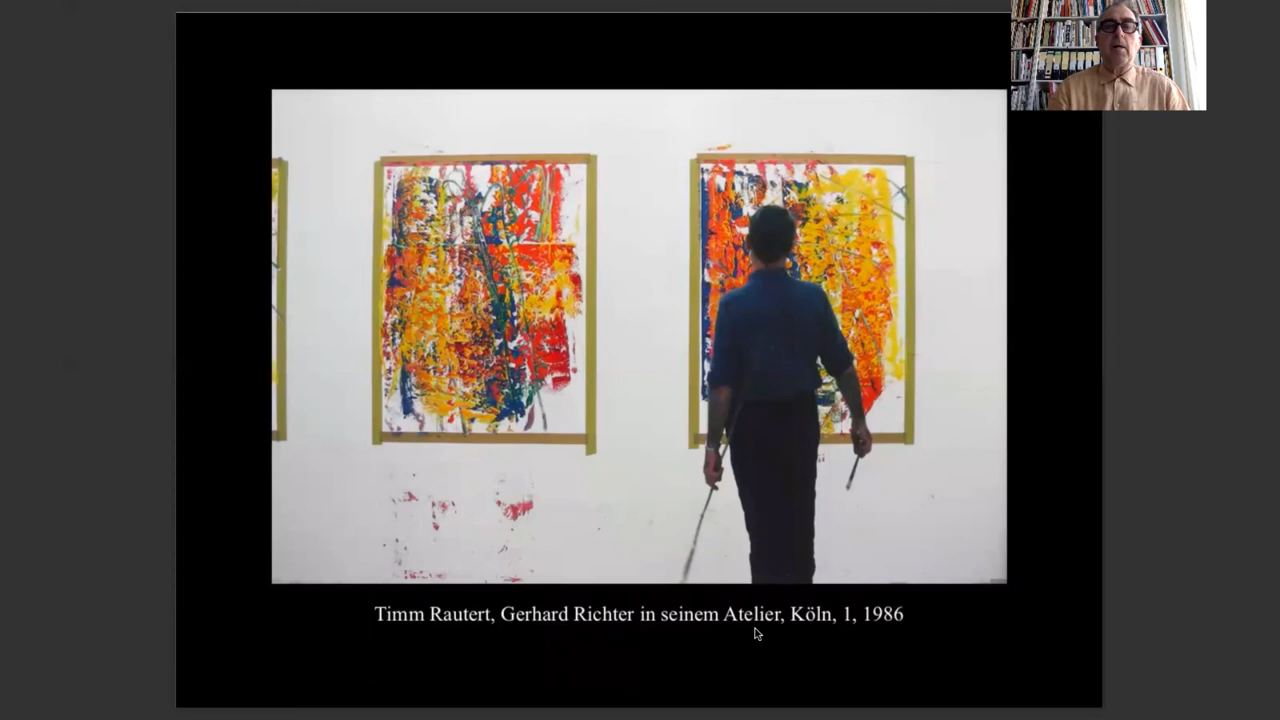 Timm Rautert, Gerhard Richter in seinem Atelier, Köln, 1, 1986